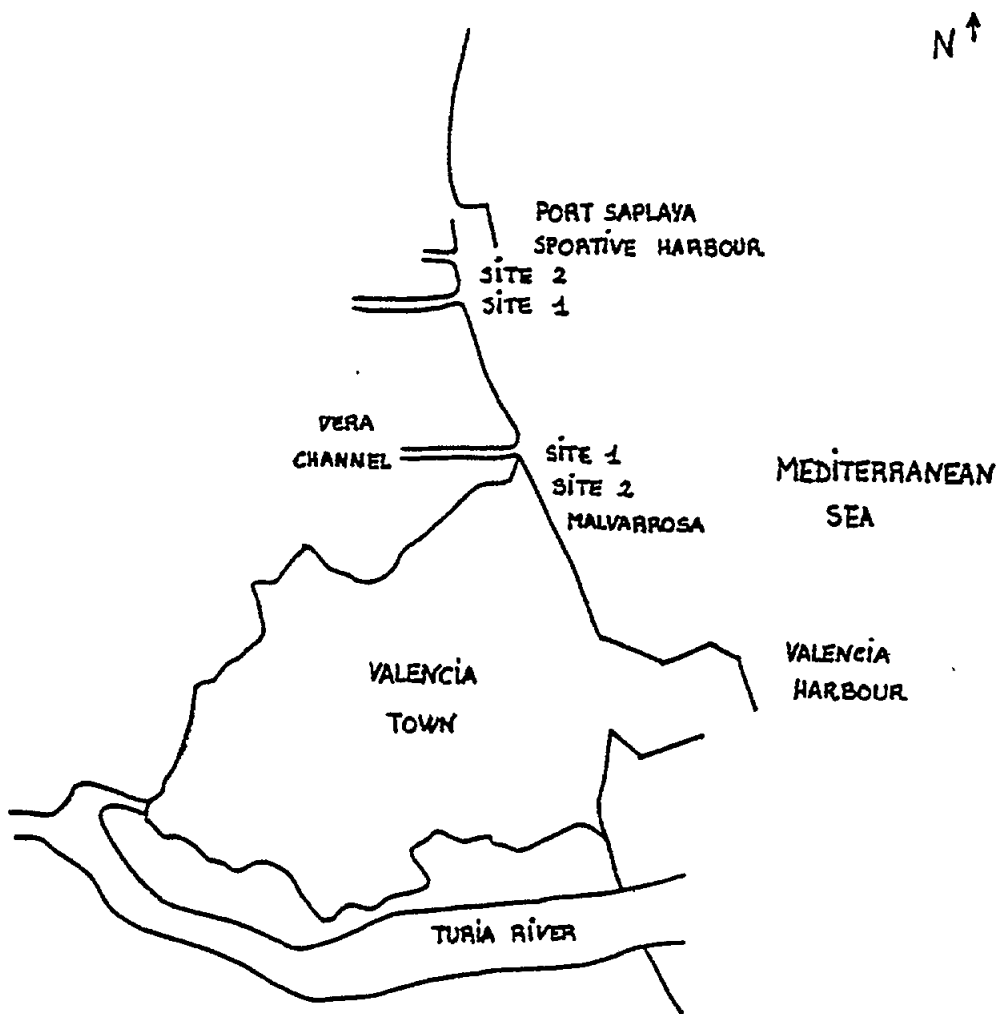 N
PORT SAPLAYA
SPORTIVE HARBOUR
SITE 2
SITE 1
VERA
CHANNEL
SITE 1
SITE 2
MALVARROSA
MEDITERRANEAN
SEA
VALENCIA
TOWN
VALENCIA
HARBOUR
TURIA RIVER